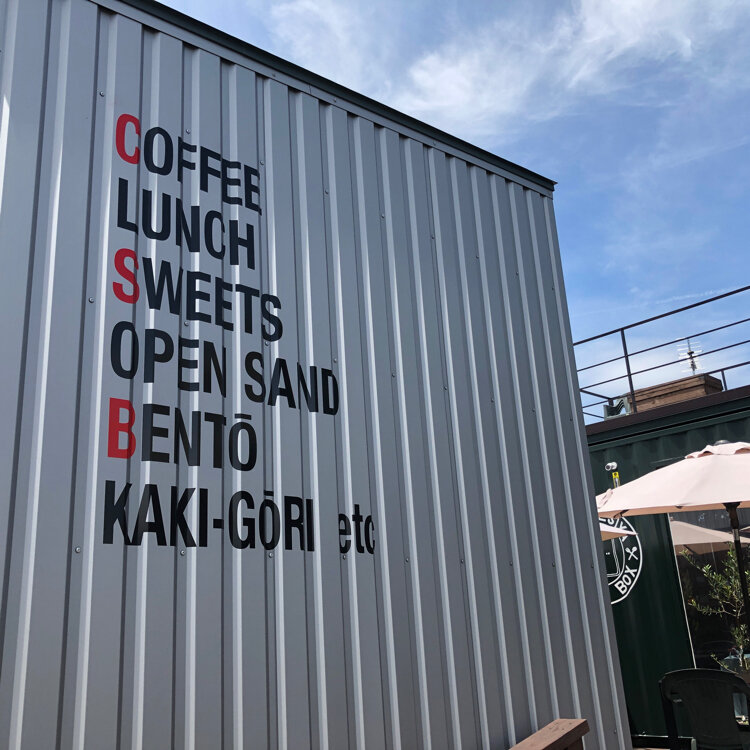 COFFEE
LUNCH
SWEETS
OPEN SAND
BENTŌ
KAKI-GŌRI etc
BOX